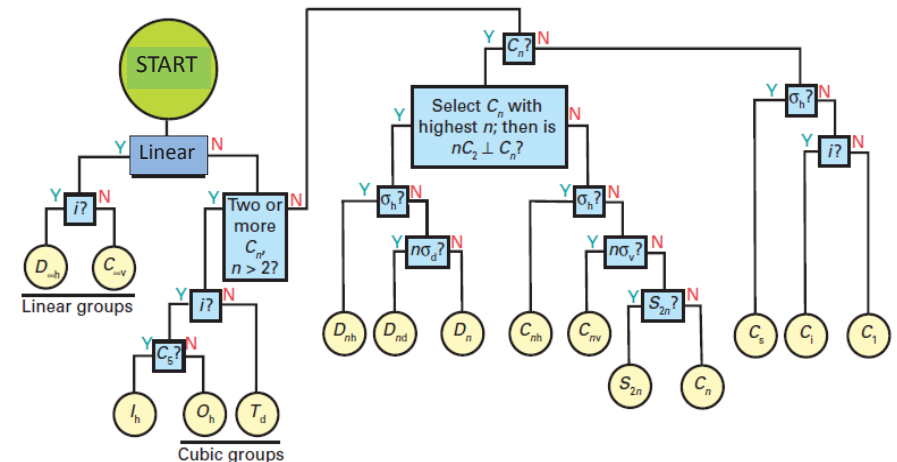 START
Linear
Y
N
i?
Y
N
D∞h
C∞v
Linear groups
Two or
more
Cn,
n > 2?
Y
N
i?
Y
N
C5?
Y
N
Ih
Oh
Td
Cubic groups
Cn?
Y
N
Select Cn with
highest n; then is
nC2 ⊥ Cn?
Y
N
σh?
Y
N
nσd?
Y
N
Dnh
Dnd
Dn
σh?
Y
N
nσv?
Y
N
S2n?
Y
N
Cnh
Cnv
S2n
Cn
σh?
Y
N
i?
Y
N
Cs
Ci
C1